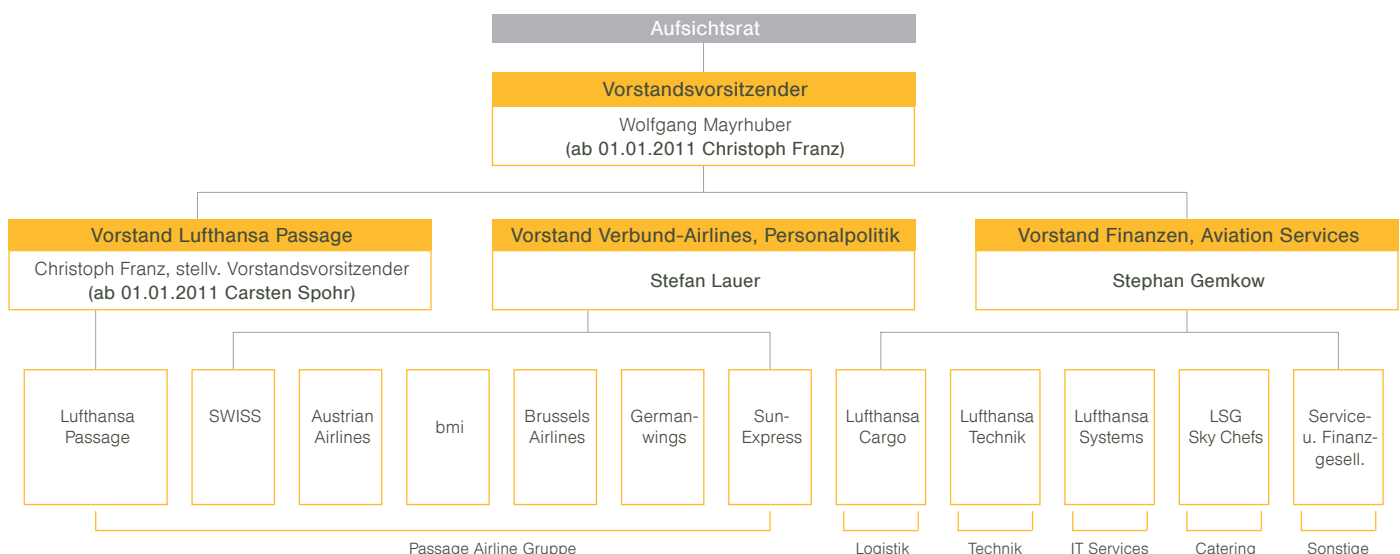 Aufsichtsrat
Vorstandsvorsitzender
Wolfgang Mayrhuber
(ab 01.01.2011 Christoph Franz)
Vorstand Lufthansa Passage
Christoph Franz, stellv. Vorstandsvorsitzender
(ab 01.01.2011 Carsten Spohr)
Vorstand Verbund-Airlines, Personalpolitik
Stefan Lauer
Vorstand Finanzen, Aviation Services
Stephan Gemkow
Lufthansa
Passage
SWISS
Austrian
Airlines
bmi
Brussels
Airlines
German-
wings
Sun-
Express
Lufthansa
Cargo
Lufthansa
Technik
Lufthansa
Systems
LSG
Sky Chefs
Service-
u. Finanz-
gesell.
Passage Airline Gruppe
Logistik
Technik
IT Services
Catering
Sonstige